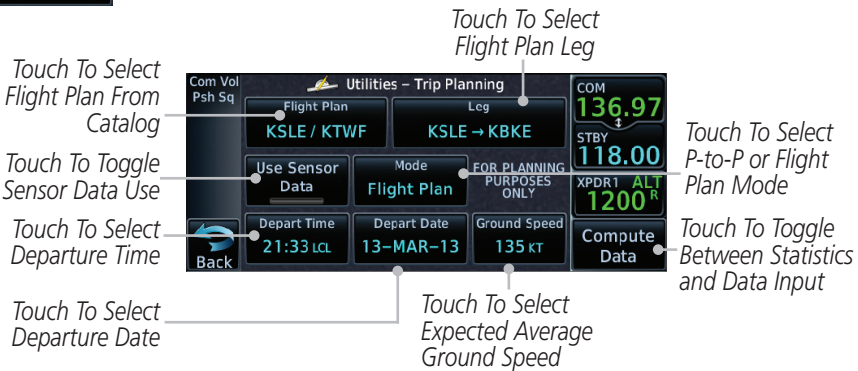 Touch To Select
Flight Plan Leg
Touch To Select
Flight Plan From
Catalog
Touch To Toggle
Sensor Data Use
Touch To Select
Departure Time
Touch To Select
Departure Date
Com Vol
Psh Sq
Utilities – Trip Planning
Flight Plan
KSLE / KTWF
Leg
KSLE → KBKE
Use Sensor
Data
Mode
Flight Plan
FOR PLANNING
PURPOSES
ONLY
Depart Time
21:33 LCL
Depart Date
13–MAR–13
Ground Speed
135 KT
Back
COM
136.97
STBY
118.00
XPDR1 ALT
1200 R
Compute
Data
Touch To Select
P-to-P or Flight
Plan Mode
Touch To Toggle
Between Statistics
and Data Input
Touch To Select
Expected Average
Ground Speed